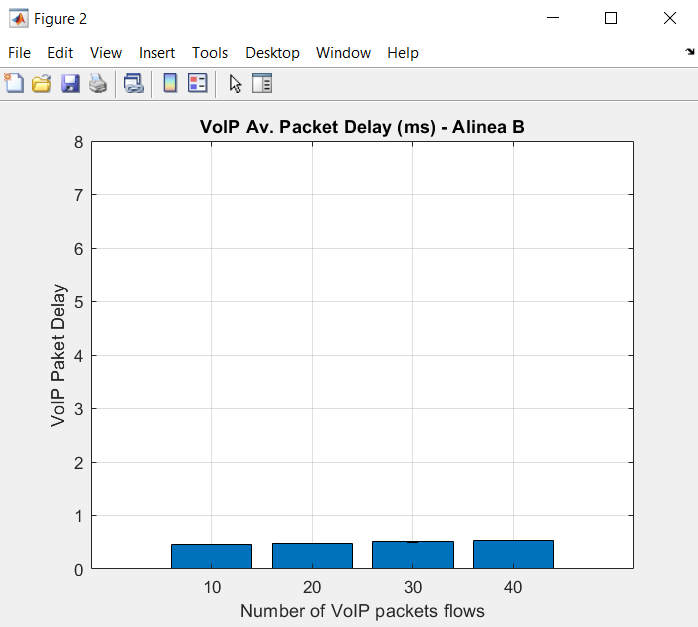 Figure 2
File Edit View Insert Tools Desktop Window Help
VoIP Av. Packet Delay (ms) - Alinea B
8
7
6
5
4
3
2
1
0
VoIP Paket Delay
10 20 30 40
Number of VoIP packets flows